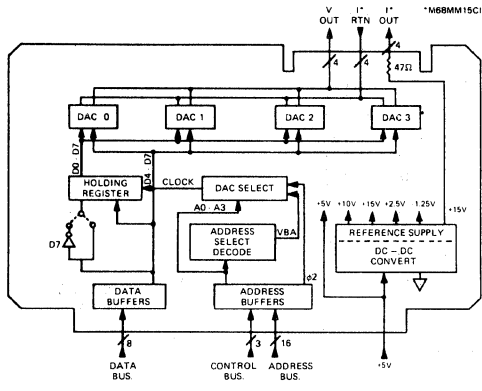 V OUT
I* RTN
I* OUT
*M68MM15CI
4
4
4
47Ω
DAC 0
DAC 1
DAC 2
DAC 3
*
D0 - D7
D4 - D7
HOLDING REGISTER
CLOCK
DAC SELECT
A0 - A3
ADDRESS SELECT DECODE
VBA
ϕ2
D7
DATA BUFFERS
ADDRESS BUFFERS
+5V
+10V
+15V
+2.5V
-1.25V
+15V
REFERENCE SUPPLY
DC - DC CONVERT
8
3
16
DATA BUS.
CONTROL BUS.
ADDRESS BUS.
+5V